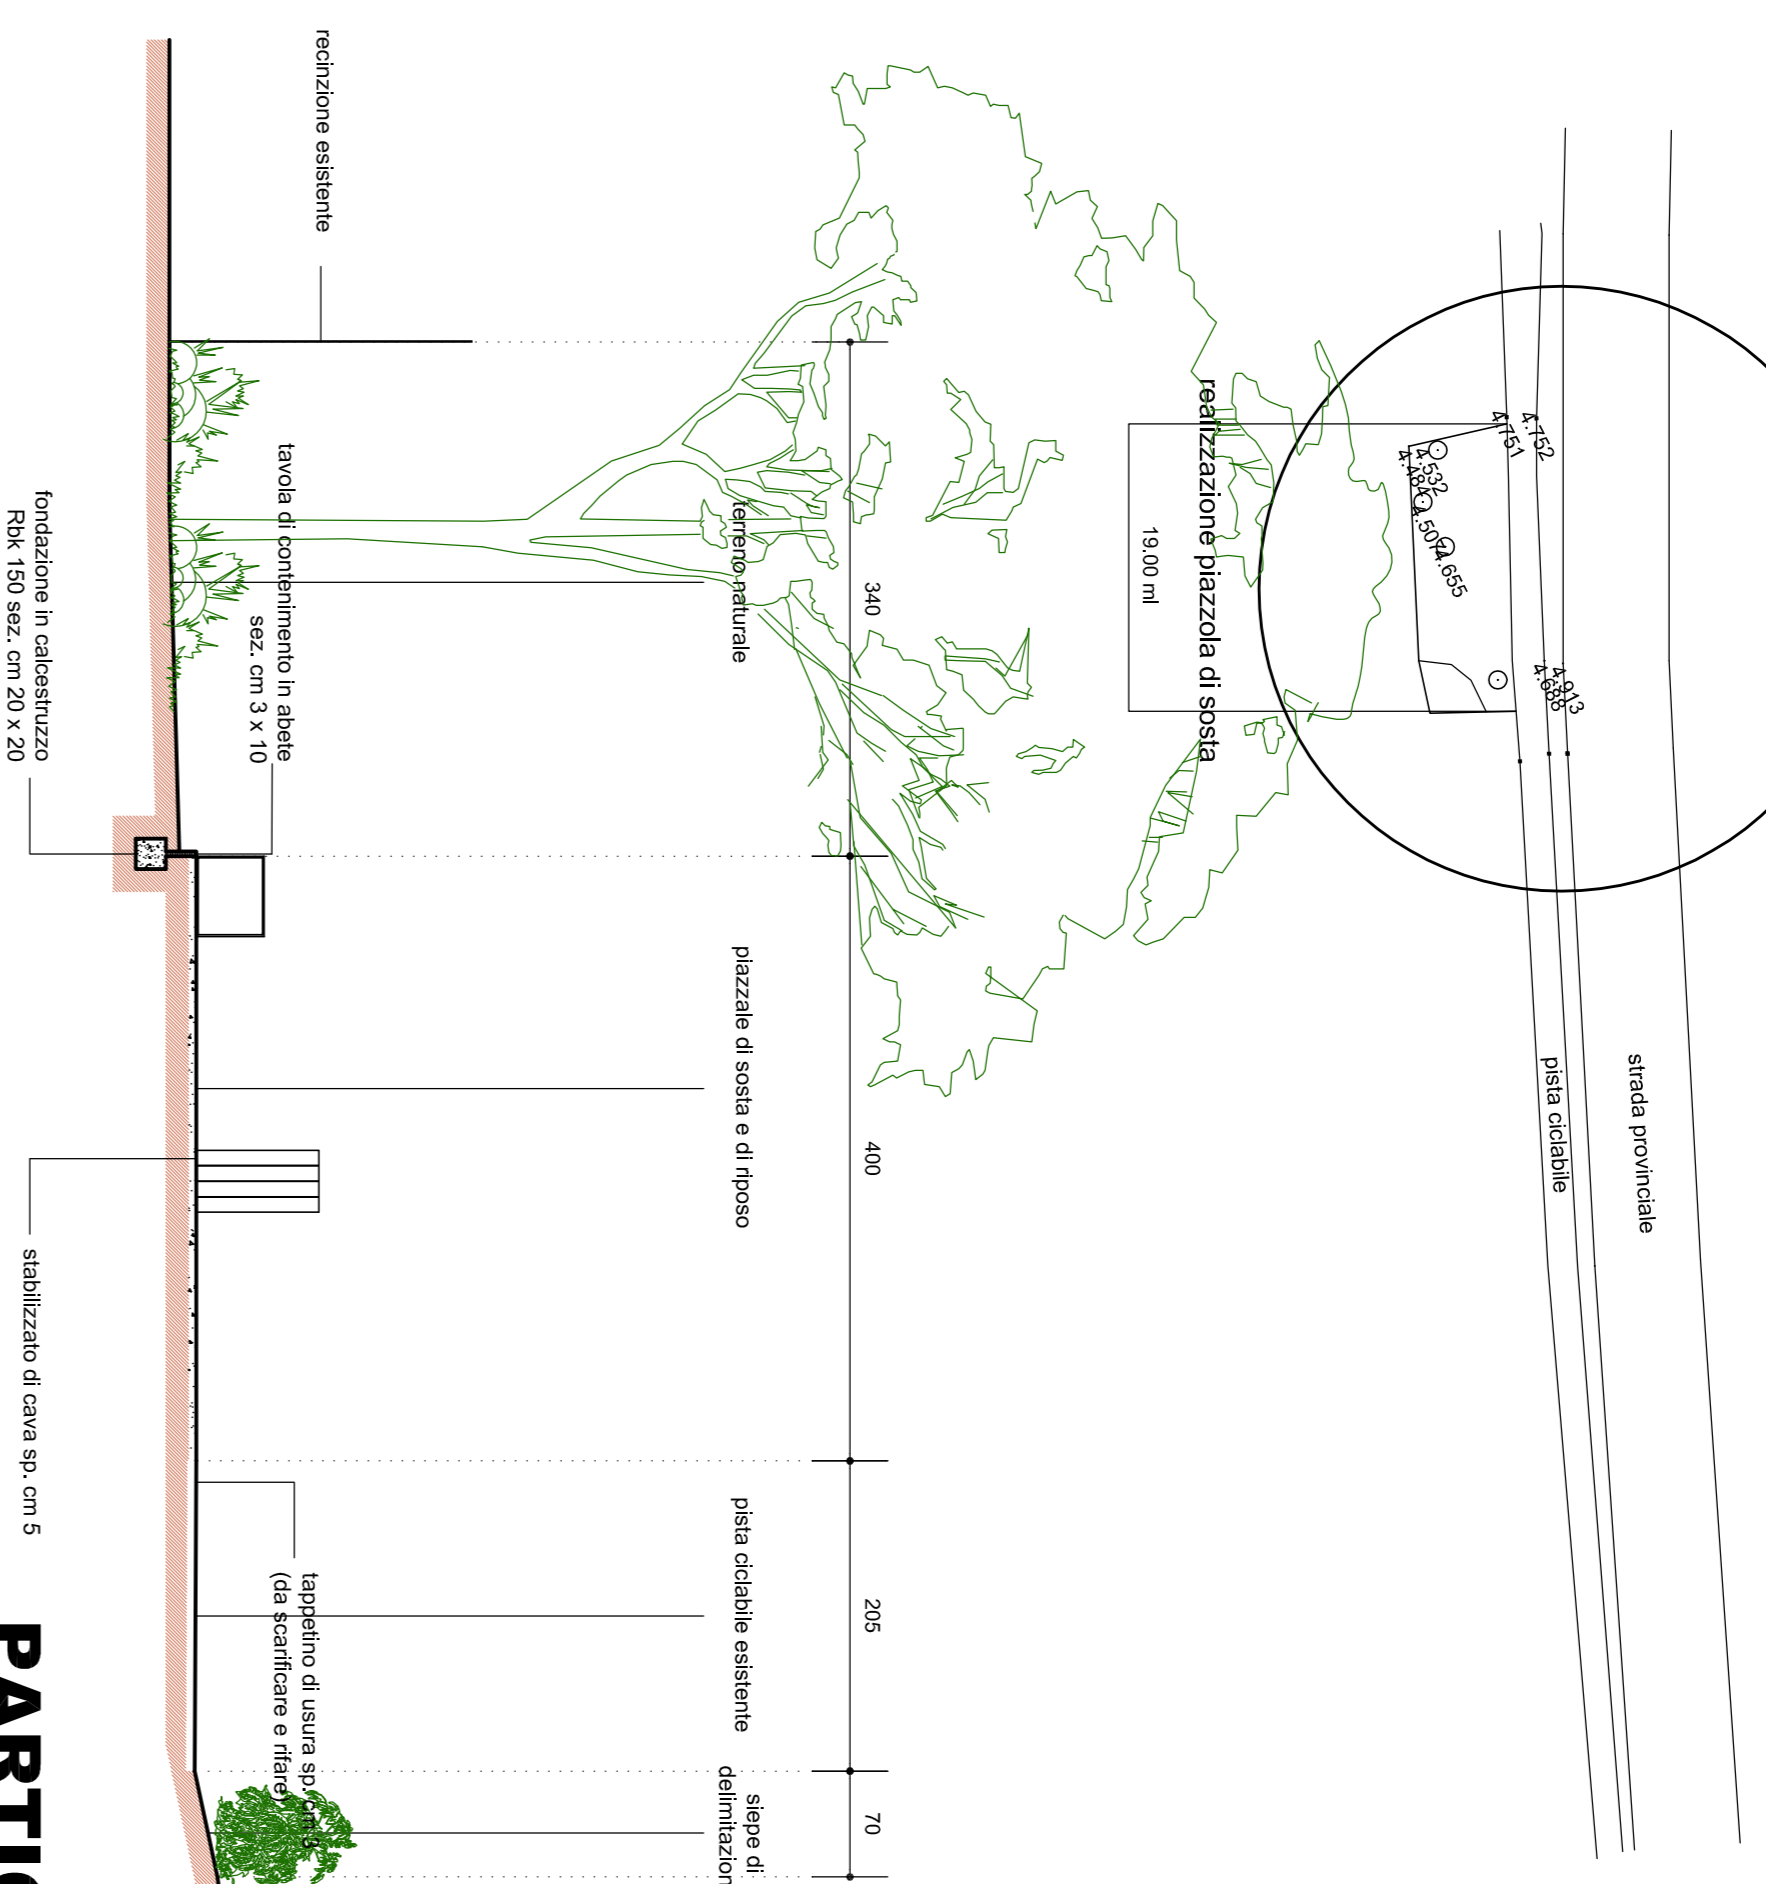 strada provinciale
pista ciclabile
4.752
4.751
4.532
4.484
4.507
4.655
4.913
4.688
realizzazione piazzola di sosta
19.00 ml
340
400
205
70
terreno naturale
piazzale di sosta e di riposo
pista ciclabile esistente
siepe di
recinzione esistente
tavola di contenimento in abete
sez. cm 3 x 10
tappetino di usura sp. cm 3
(da scarificare e rifare)
fondazione in calcestruzzo
Rbk 150 sez. cm 20 x 20
stabilizzato di cava sp. cm 5